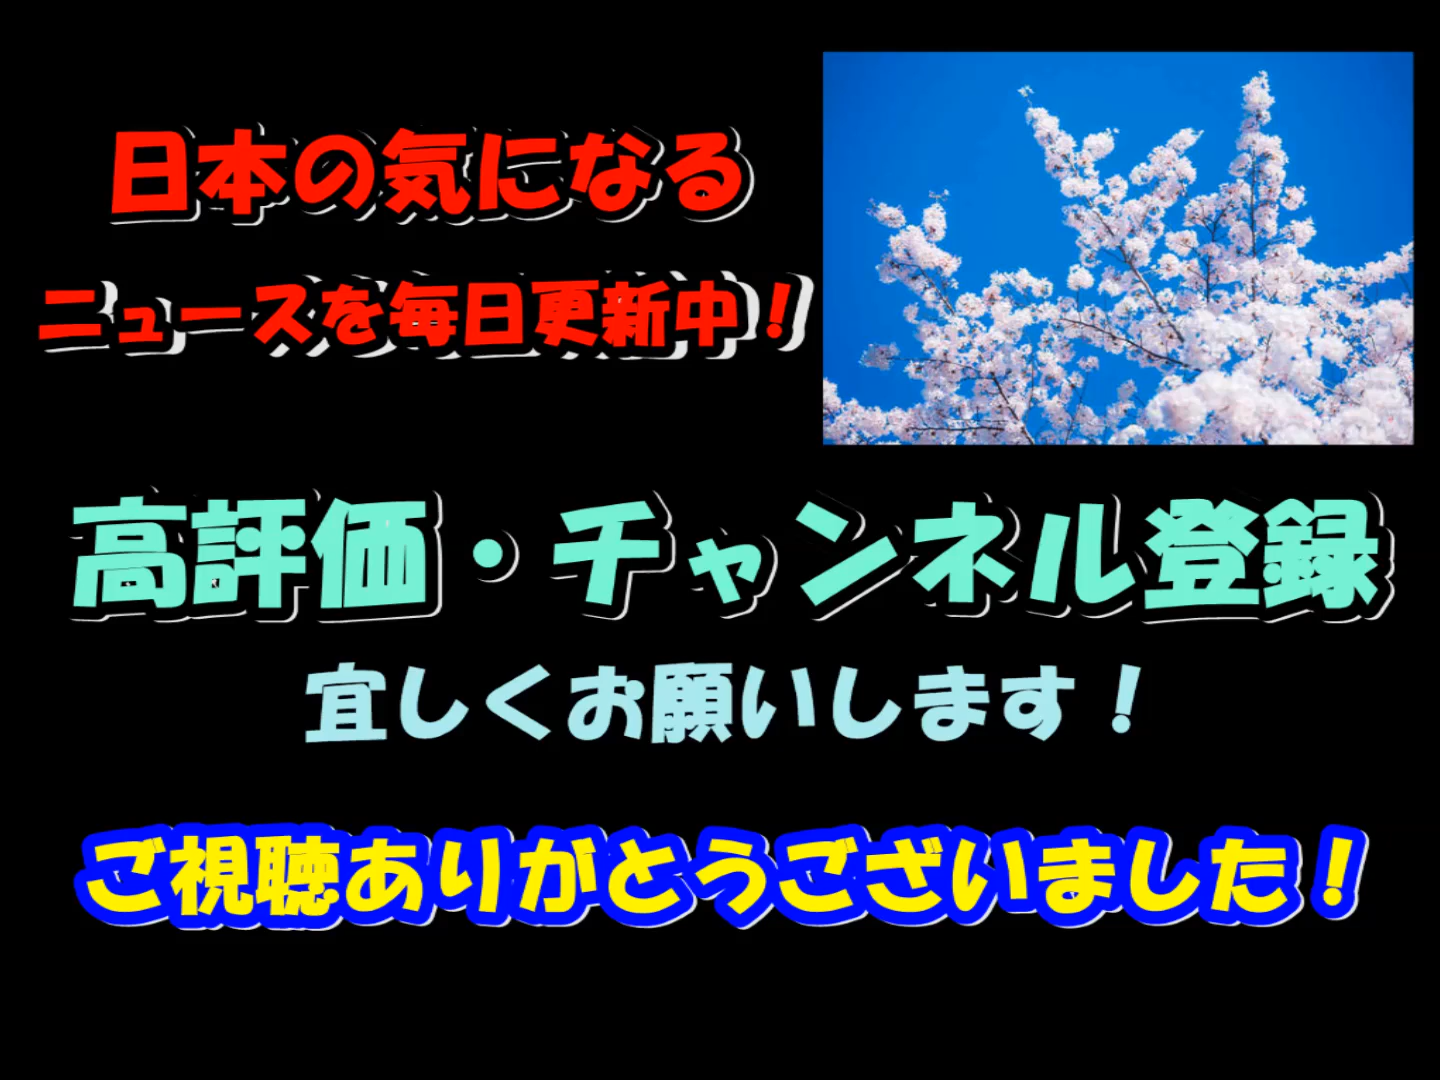 日本の気になる
ニュースを毎日更新中！
高評価・チャンネル登録
宜しくお願いします！
ご視聴ありがとうございました！